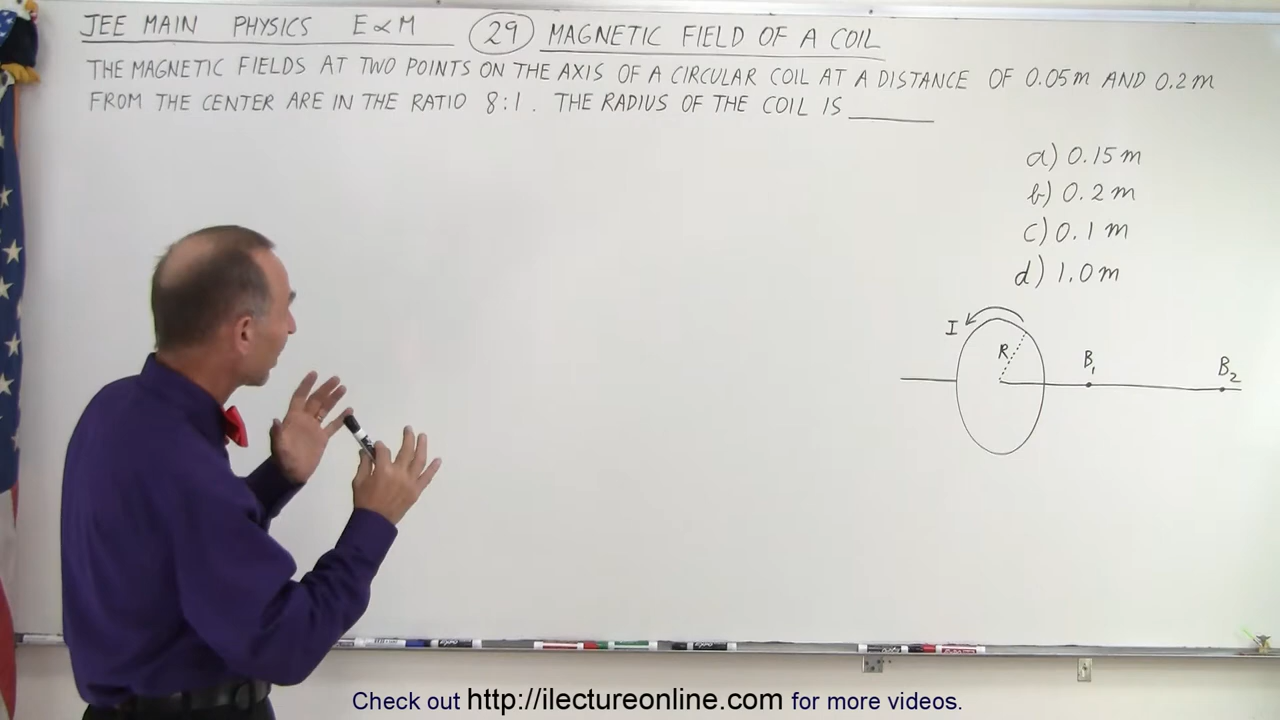 JEE MAIN PHYSICS E∝M 29 MAGNETIC FIELD OF A COIL
THE MAGNETIC FIELDS AT TWO POINTS ON THE AXIS OF A CIRCULAR COIL AT A DISTANCE OF 0.05m AND 0.2m
FROM THE CENTER ARE IN THE RATIO 8:1. THE RADIUS OF THE COIL IS ______
a) 0.15 m
b) 0.2 m
c) 0.1 m
d) 1.0 m
I
R
B1
B2
Check out http://ilectureonline.com for more videos.